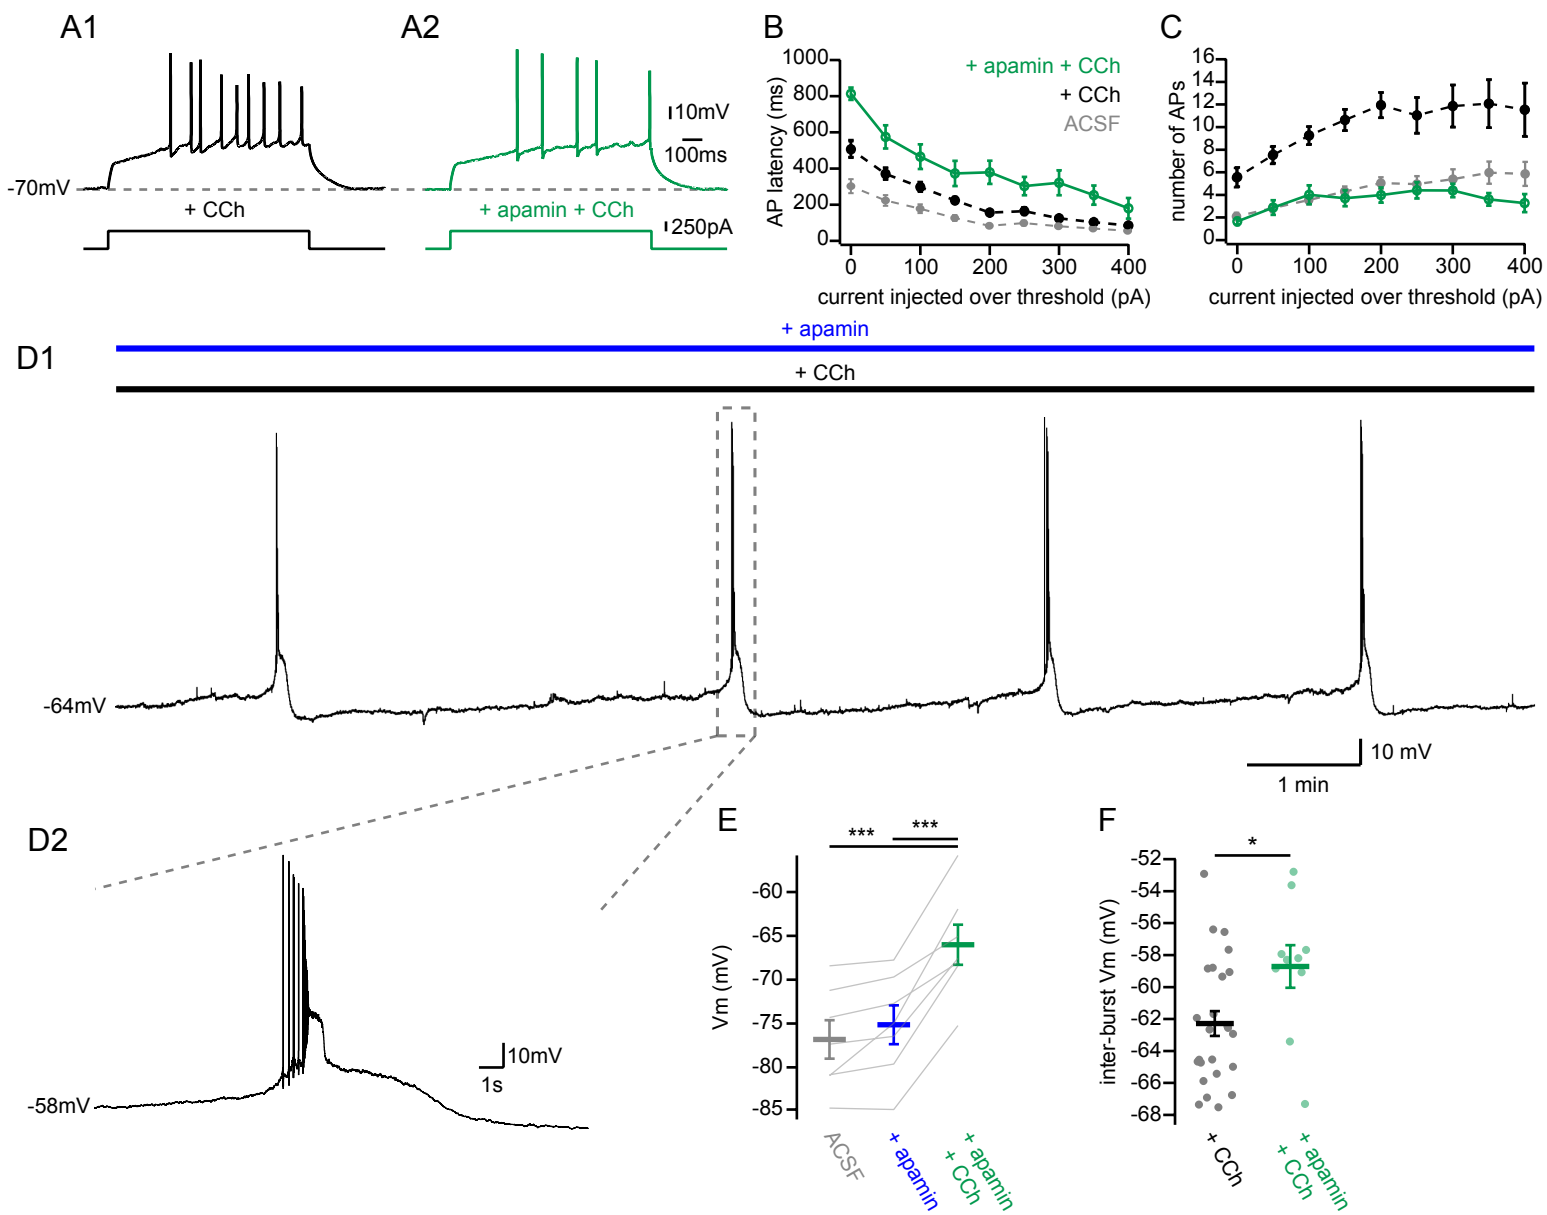 A1
A2
B
C
10mV
100ms
-70mV
+ CCh
+ apamin + CCh
250pA
1000
800
600
400
200
0
AP latency (ms)
+ apamin + CCh
+ CCh
ACSF
0
100
200
300
400
current injected over threshold (pA)
16
14
12
10
8
6
4
2
0
number of APs
0
100
200
300
400
current injected over threshold (pA)
+ apamin
D1
+ CCh
-64mV
10 mV
1 min
D2
10mV
1s
-58mV
E
***
***
-60
-65
-70
-75
-80
-85
Vm (mV)
ACSF
+ apamin
+ apamin
+ CCh
F
*
-52
-54
-56
-58
-60
-62
-64
-66
-68
inter-burst Vm (mV)
+ CCh
+ apamin
+ CCh